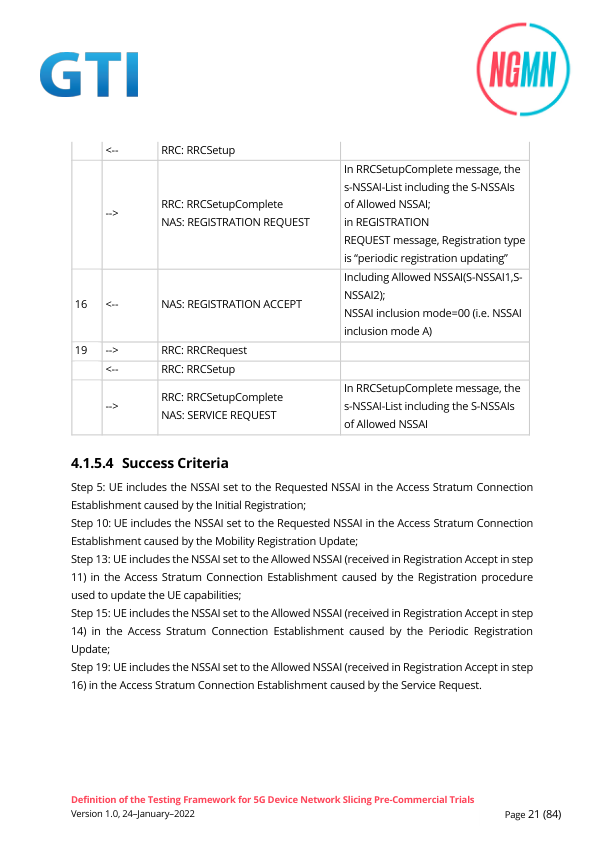 GTI
NGMN
<-- RRC: RRCSetup
--> RRC: RRCSetupComplete
NAS: REGISTRATION REQUEST
In RRCSetupComplete message, the
s-NSSAI-List including the S-NSSAIs
of Allowed NSSAI;
in REGISTRATION
REQUEST message, Registration type
is “periodic registration updating”
16 <-- NAS: REGISTRATION ACCEPT
Including Allowed NSSAI(S-NSSAI1,S-
NSSAI2);
NSSAI inclusion mode=00 (i.e. NSSAI
inclusion mode A)
19 --> RRC: RRCRequest
<-- RRC: RRCSetup
--> RRC: RRCSetupComplete
NAS: SERVICE REQUEST
In RRCSetupComplete message, the
s-NSSAI-List including the S-NSSAIs
of Allowed NSSAI
4.1.5.4 Success Criteria
Step 5: UE includes the NSSAI set to the Requested NSSAI in the Access Stratum Connection
Establishment caused by the Initial Registration;
Step 10: UE includes the NSSAI set to the Requested NSSAI in the Access Stratum Connection
Establishment caused by the Mobility Registration Update;
Step 13: UE includes the NSSAI set to the Allowed NSSAI (received in Registration Accept in step
11) in the Access Stratum Connection Establishment caused by the Registration procedure
used to update the UE capabilities;
Step 15: UE includes the NSSAI set to the Allowed NSSAI (received in Registration Accept in step
14) in the Access Stratum Connection Establishment caused by the Periodic Registration
Update;
Step 19: UE includes the NSSAI set to the Allowed NSSAI (received in Registration Accept in step
16) in the Access Stratum Connection Establishment caused by the Service Request.
Definition of the Testing Framework for 5G Device Network Slicing Pre-Commercial Trials
Version 1.0, 24–January–2022
Page 21 (84)